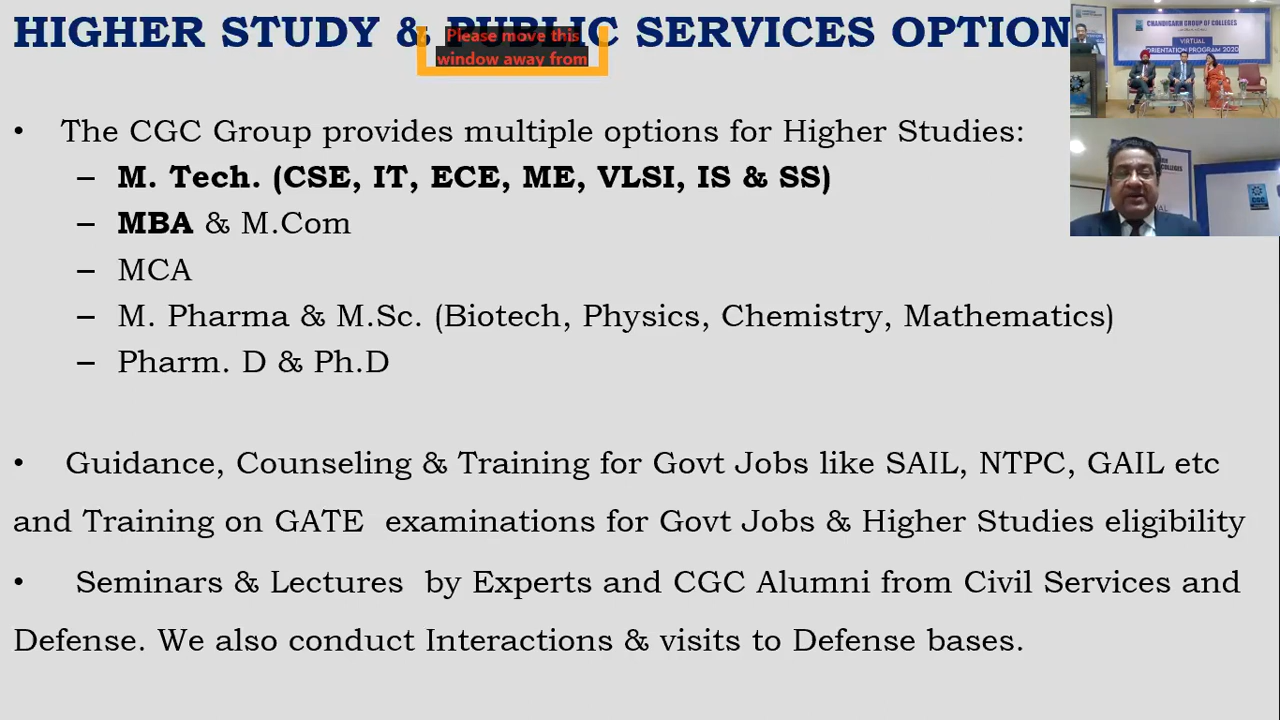 HIGHER STUDY & PUBLIC SERVICES OPTION
Please move this
window away from
CHANDIGARH GROUP OF COLLEGES
VIRTUAL
ORIENTATION PROGRAM 2020
• The CGC Group provides multiple options for Higher Studies:
– M. Tech. (CSE, IT, ECE, ME, VLSI, IS & SS)
– MBA & M.Com
– MCA
– M. Pharma & M.Sc. (Biotech, Physics, Chemistry, Mathematics)
– Pharm. D & Ph.D
• Guidance, Counseling & Training for Govt Jobs like SAIL, NTPC, GAIL etc
and Training on GATE examinations for Govt Jobs & Higher Studies eligibility
• Seminars & Lectures by Experts and CGC Alumni from Civil Services and
Defense. We also conduct Interactions & visits to Defense bases.